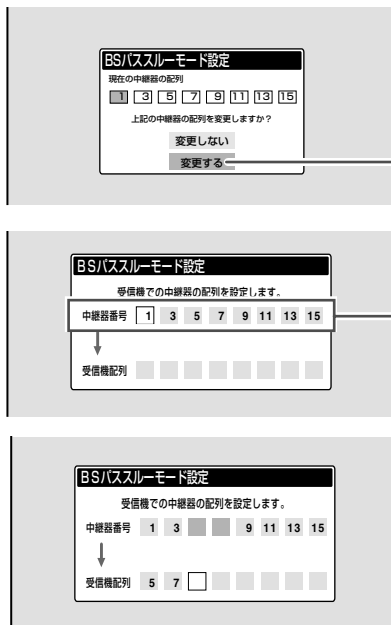 BSパススルーモード設定
現在の中継器の配列
1 3 5 7 9 11 13 15
上記の中継器の配列を変更しますか？
変更しない
変更する
BSパススルーモード設定
受信機での中継器の配列を設定します。
中継器番号 1 3 5 7 9 11 13 15
受信機配列
BSパススルーモード設定
受信機での中継器の配列を設定します。
中継器番号 1 3 9 11 13 15
受信機配列 5 7